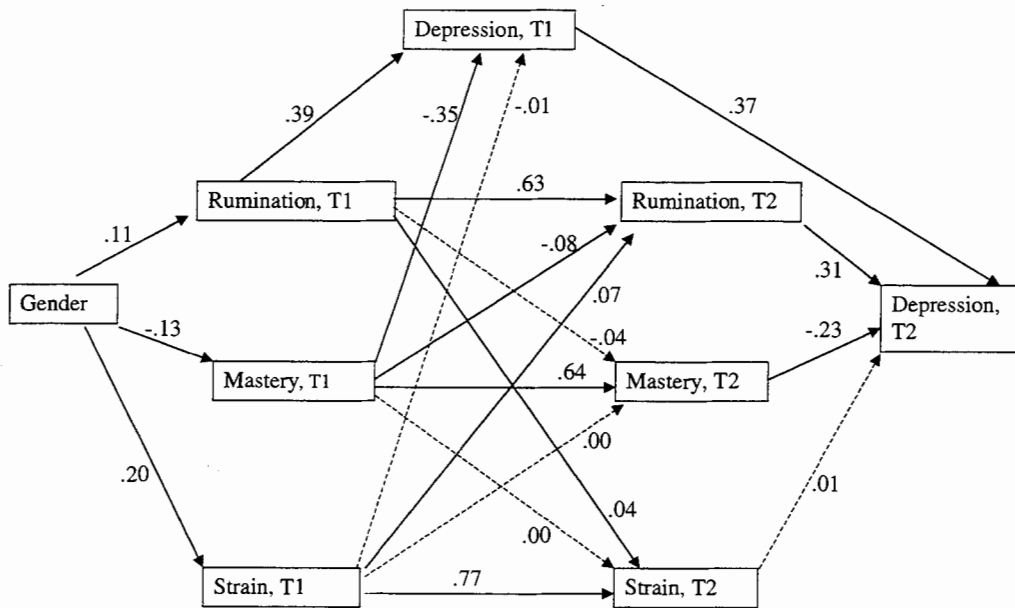 Depression, T1
-.01
.37
.39
-.35
Rumination, T1
.63
Rumination, T2
.11
-.08
.31
.07
Gender
Depression,
T2
-.13
-.04
-.23
Mastery, T1
.64
Mastery, T2
.00
.20
.01
.04
.00
Strain, T1
.77
Strain, T2